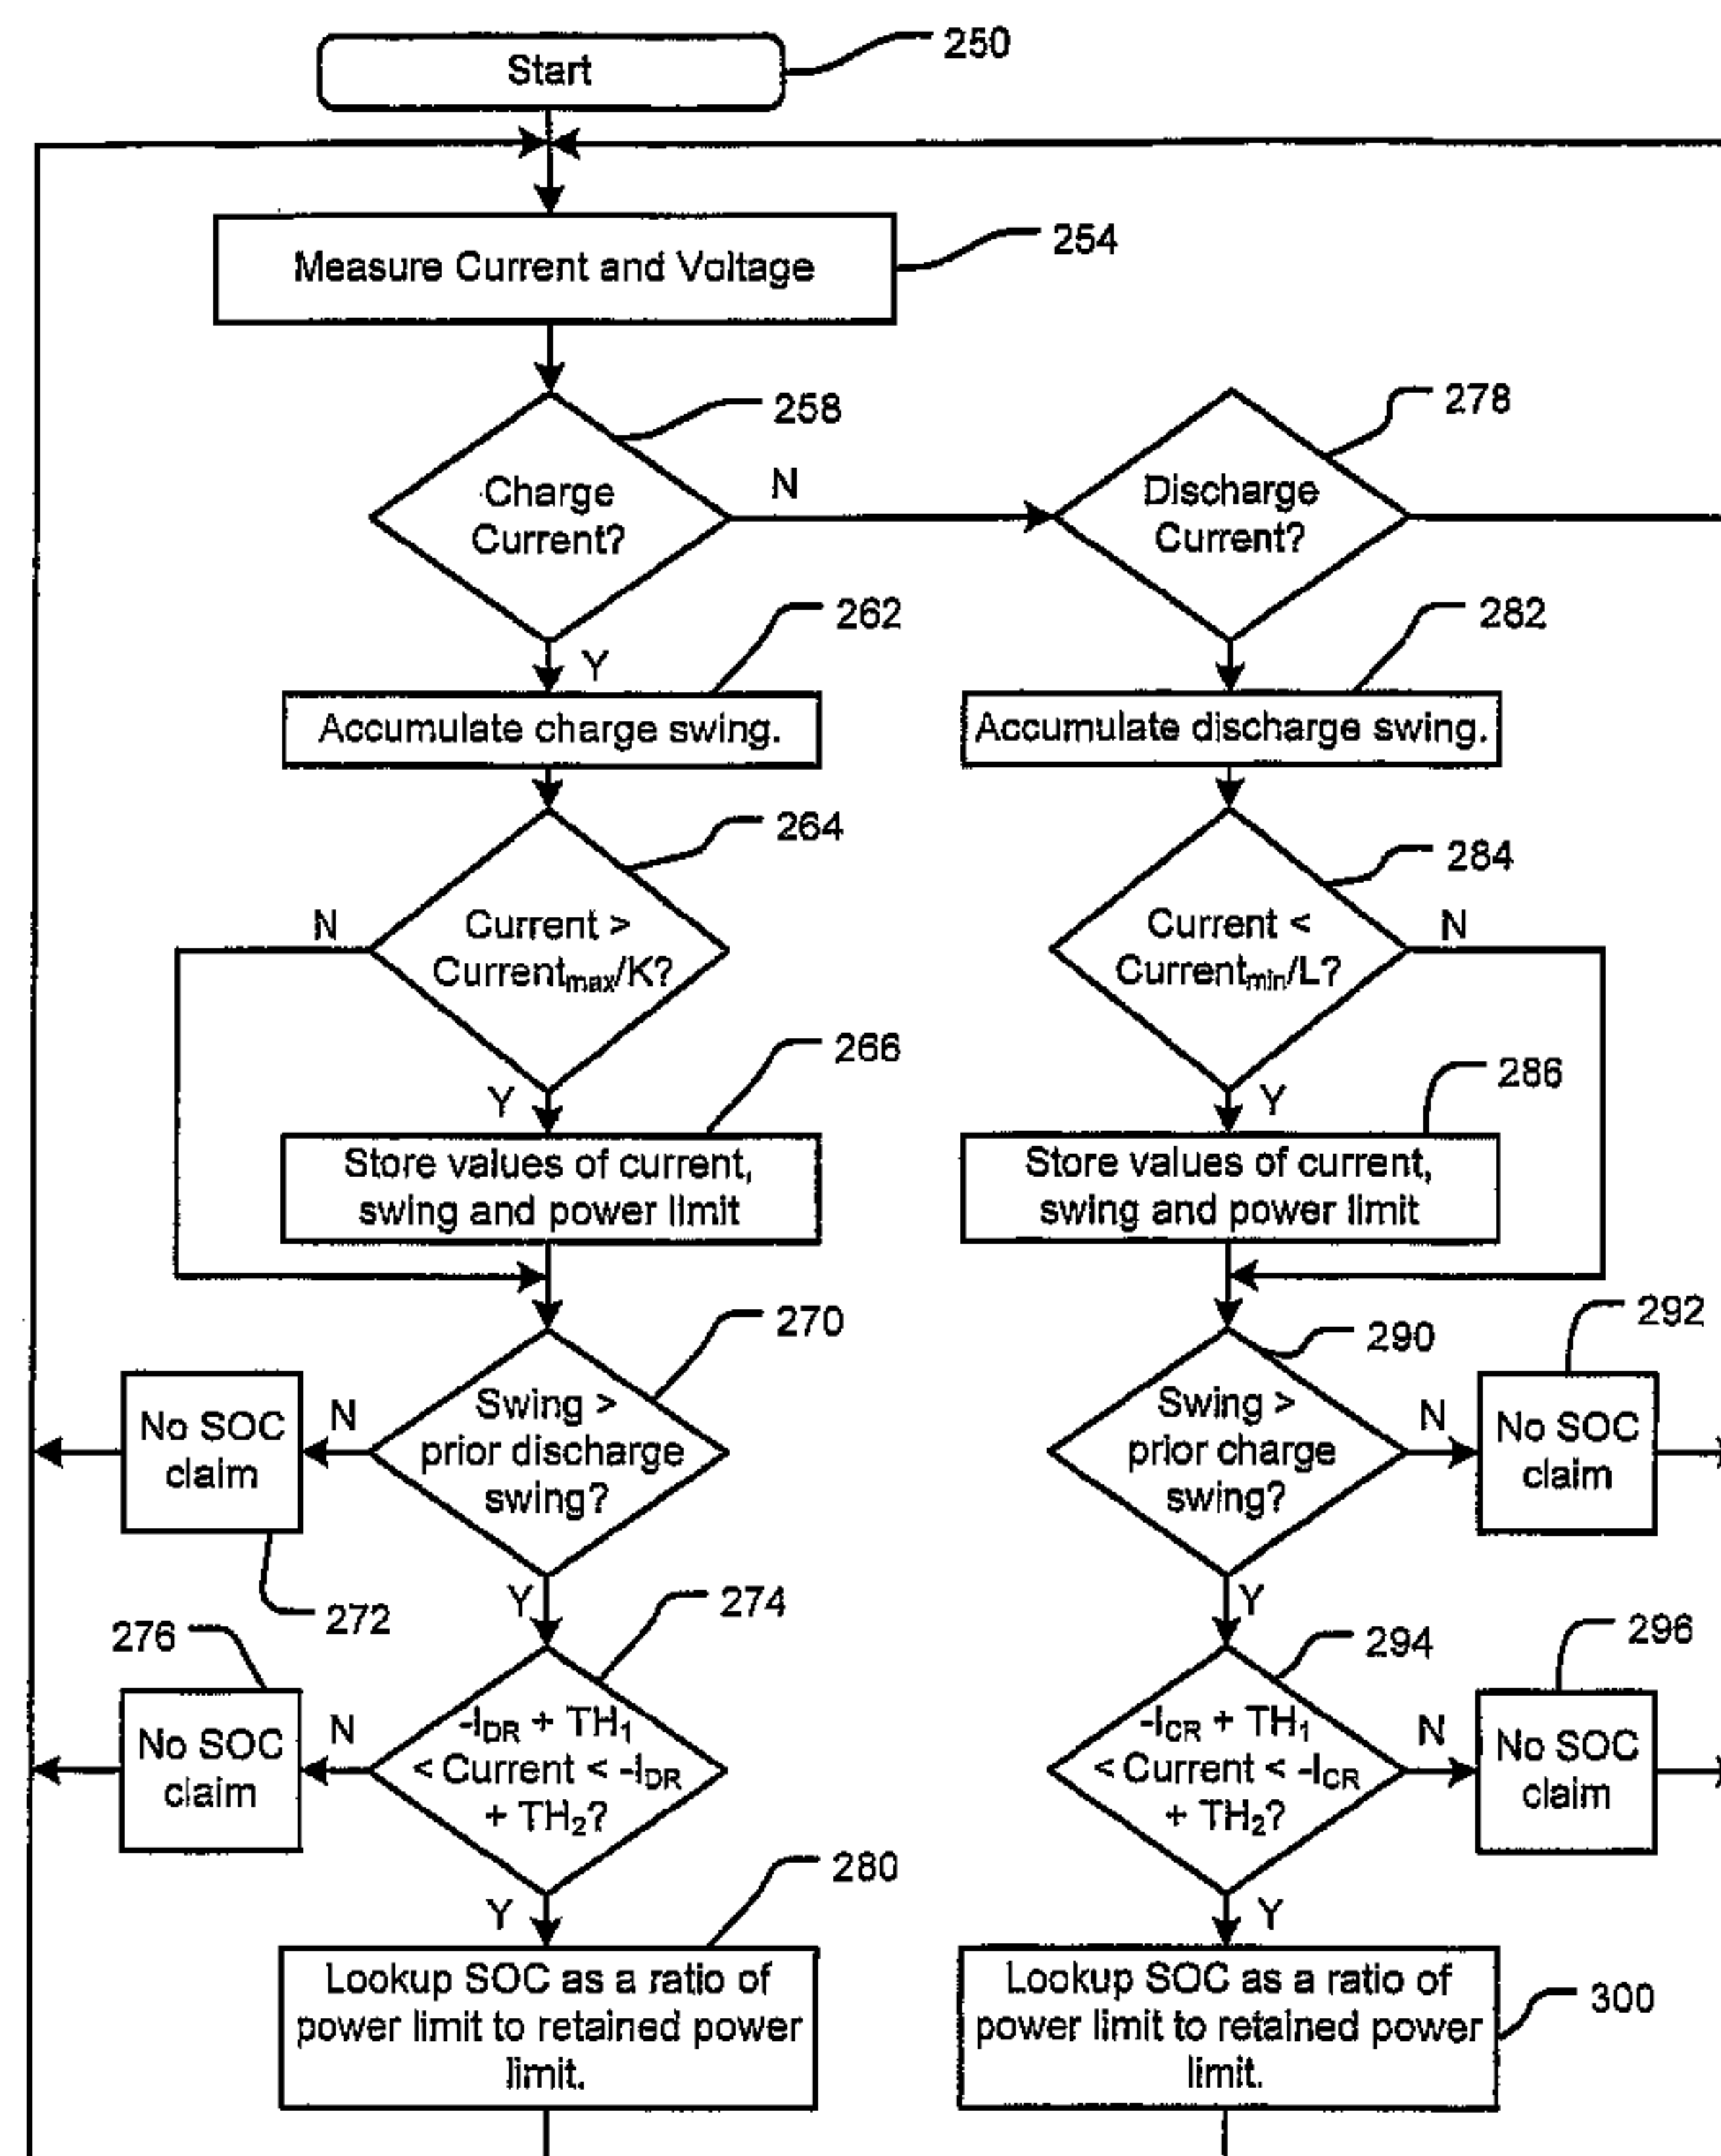 Start
250
Measure Current and Voltage
254
Charge
Current?
258
N
Discharge
Current?
278
Y
262
282
Accumulate charge swing.
Accumulate discharge swing.
264
284
N
Current >
Currentmax/K?
Current <
Currentmin/L?
N
Y
266
Y
286
Store values of current,
swing and power limit
Store values of current,
swing and power limit
270
290
292
No SOC
claim
N
Swing >
prior discharge
swing?
Swing >
prior charge
swing?
N
No SOC
claim
272
Y
274
Y
294
276
296
No SOC
claim
N
-IDR + TH1
< Current < -IDR
+ TH2?
-ICR + TH1
< Current < -ICR
+ TH2?
N
No SOC
claim
Y
280
Y
Lookup SOC as a ratio of
power limit to retained power
limit.
Lookup SOC as a ratio of
power limit to retained power
limit.
300